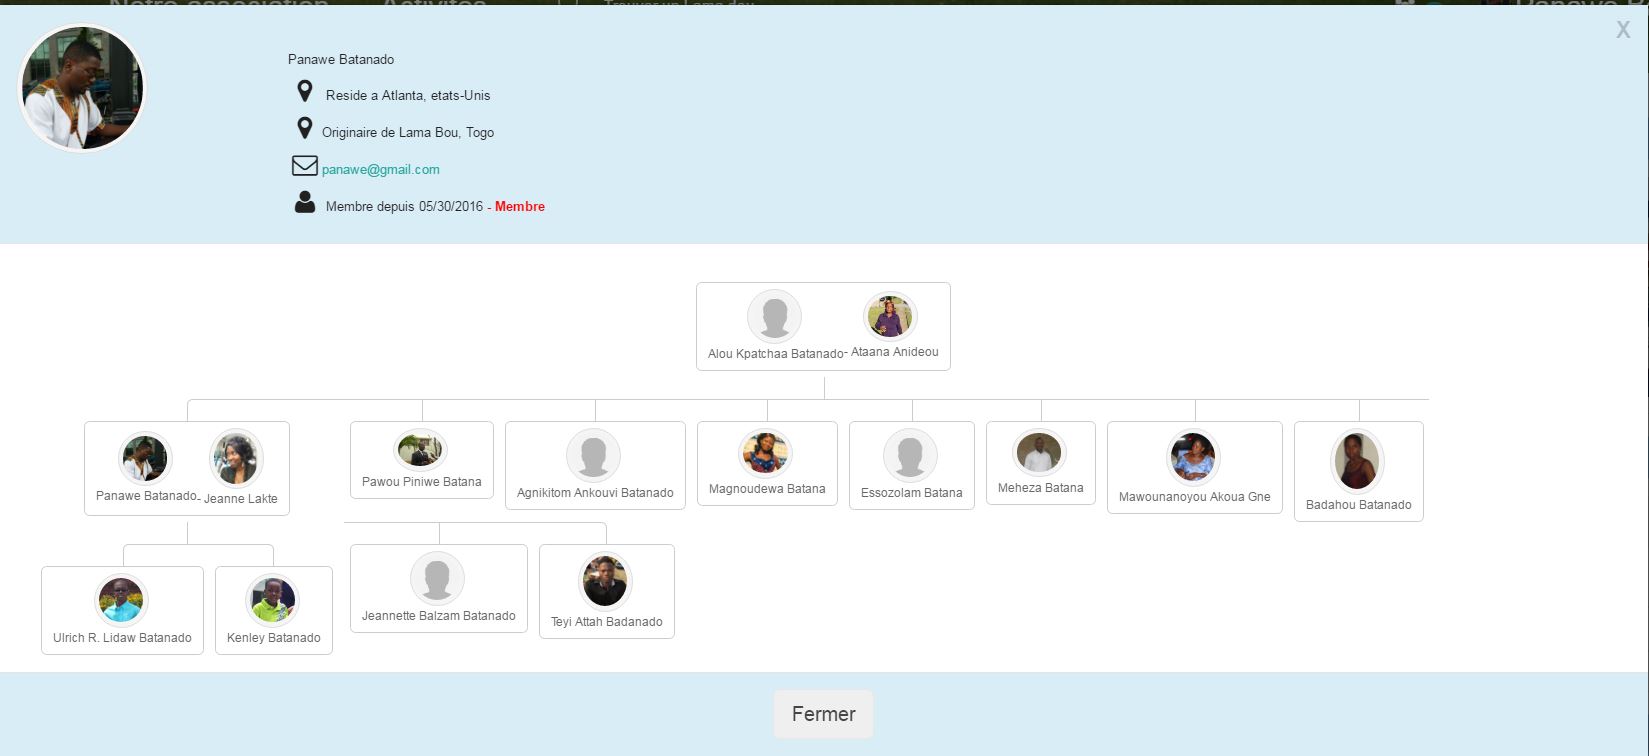 X
Panawe Batanado
Reside a Atlanta, etats-Unis
Originaire de Lama Bou, Togo
panawe@gmail.com
Membre depuis 05/30/2016 - Membre
Alou Kpatchaa Batanado- Ataana Anideou
Panawe Batanado- Jeanne Lakte
Pawou Piniwe Batana
Agnikitom Ankouvi Batanado
Magnoudewa Batana
Essozolam Batana
Meheza Batana
Mawounanoyou Akoua Gne
Badahou Batanado
Ulrich R. Lidaw Batanado
Kenley Batanado
Jeannette Balzam Batanado
Teyi Attah Badanado
Fermer